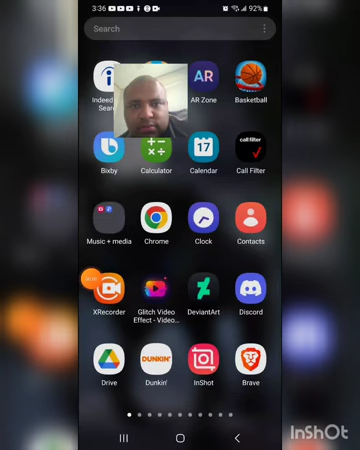 3:36
92%
Search
Indeed
Sear
AR
AR Zone
Basketball
17
call filter
Bixby
Calculator
Calendar
Call Filter
Music + media
Chrome
Clock
Contacts
XRecorder
Glitch Video
Effect - Video...
DeviantArt
Discord
DUNKIN'
Drive
Dunkin'
InShot
Brave
InShOt